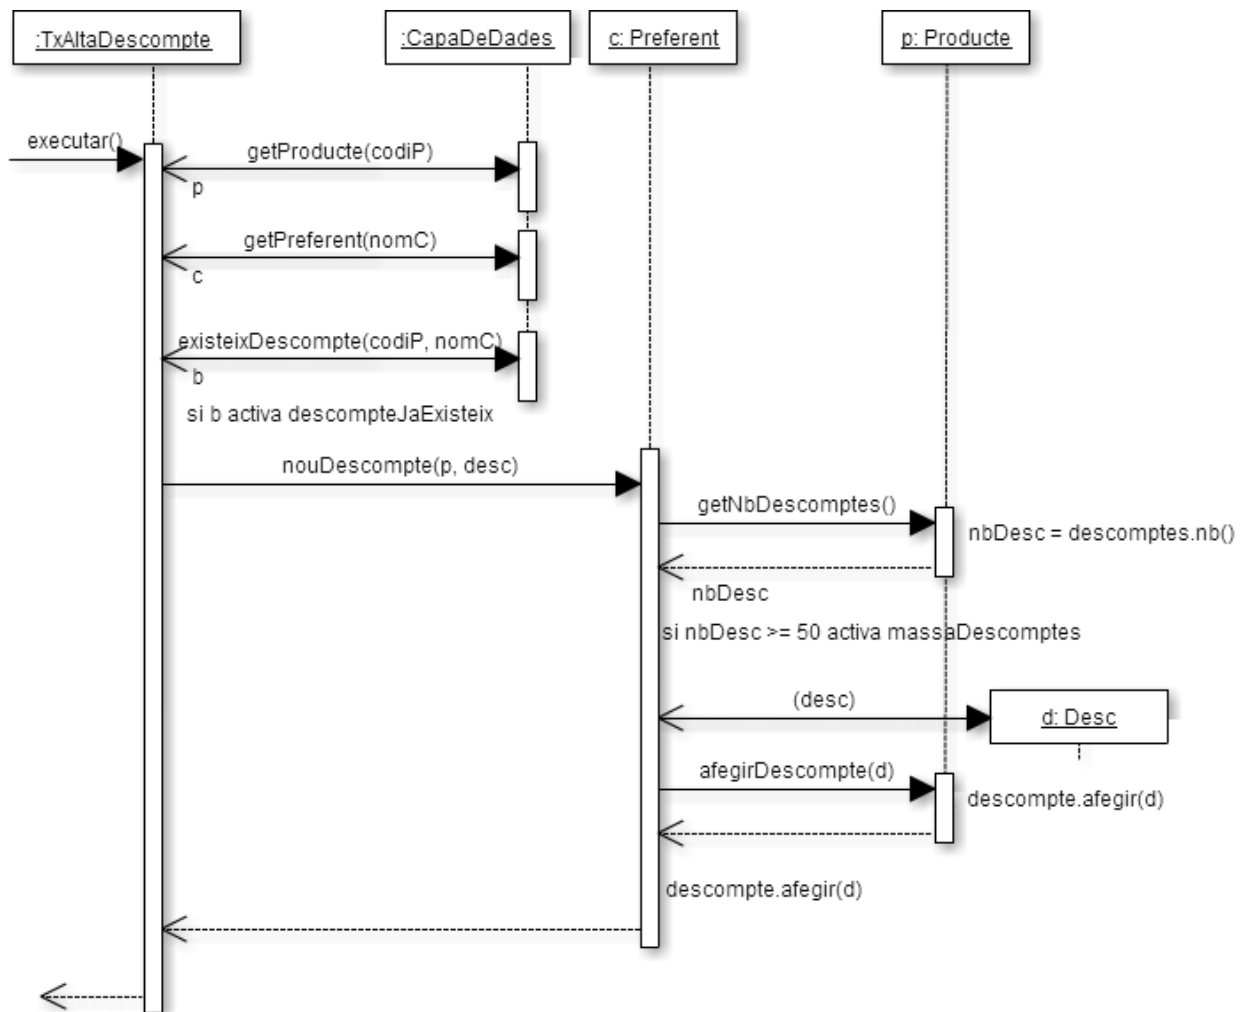 :TxAltaDescompte
:CapaDeDades
c: Preferent
p: Producte
executar()
getProducte(codiP)
p
getPreferent(nomC)
c
existeixDescompte(codiP, nomC)
b
si b activa descompteJaExisteix
nouDescompte(p, desc)
getNbDescomptes()
nbDesc = descomptes.nb()
nbDesc
si nbDesc >= 50 activa massaDescomptes
(desc)
d: Desc
afegirDescompte(d)
descompte.afegir(d)
descompte.afegir(d)